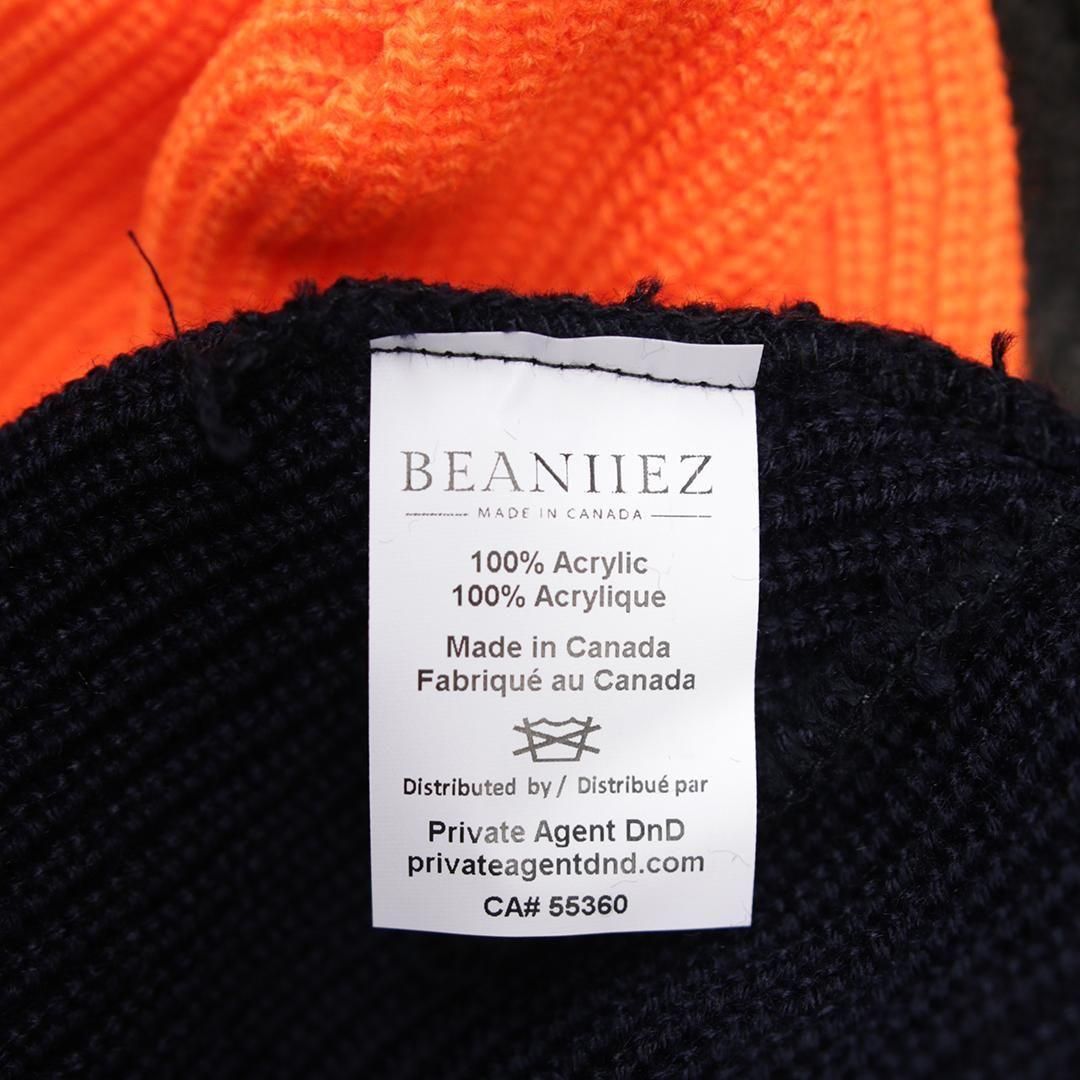 BEANIIEZ
MADE IN CANADA
100% Acrylic
100% Acrylique
Made in Canada
Fabriqué au Canada
Distributed by / Distribué par
Private Agent DnD
privateagentdnd.com
CA# 55360